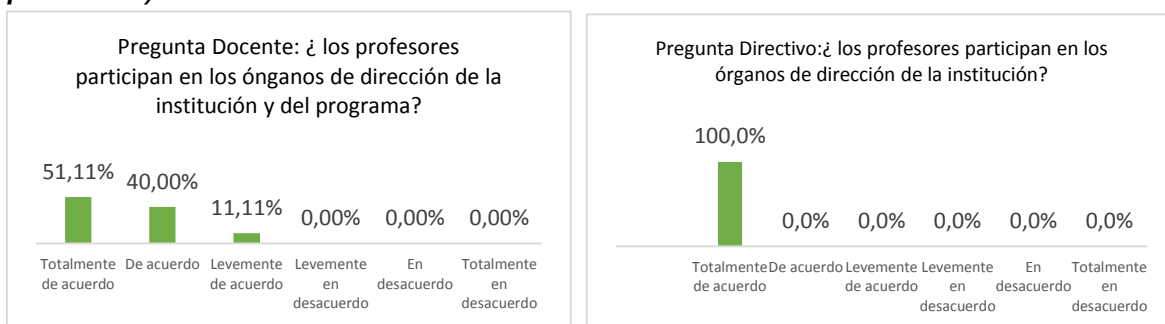 Pregunta Docente: ¿ los profesores
participan en los ónganos de dirección de la
institución y del programa?
51,11%
40,00%
11,11%
0,00%
0,00%
0,00%
Totalmente
de acuerdo
De acuerdo
Levemente
de acuerdo
Levemente
en
desacuerdo
En
desacuerdo
Totalmente
en
desacuerdo
Pregunta Directivo:¿ los profesores participan en los
órganos de dirección de la institución?
100,0%
0,0%
0,0%
0,0%
0,0%
0,0%
Totalmente
de acuerdo
De acuerdo
Levemente
de acuerdo
Levemente
en
desacuerdo
En
desacuerdo
Totalmente
en
desacuerdo